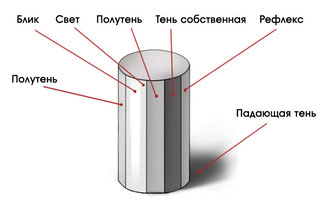 Блик Свет Полутень Тень собственная Рефлекс
Полутень
Падающая тень